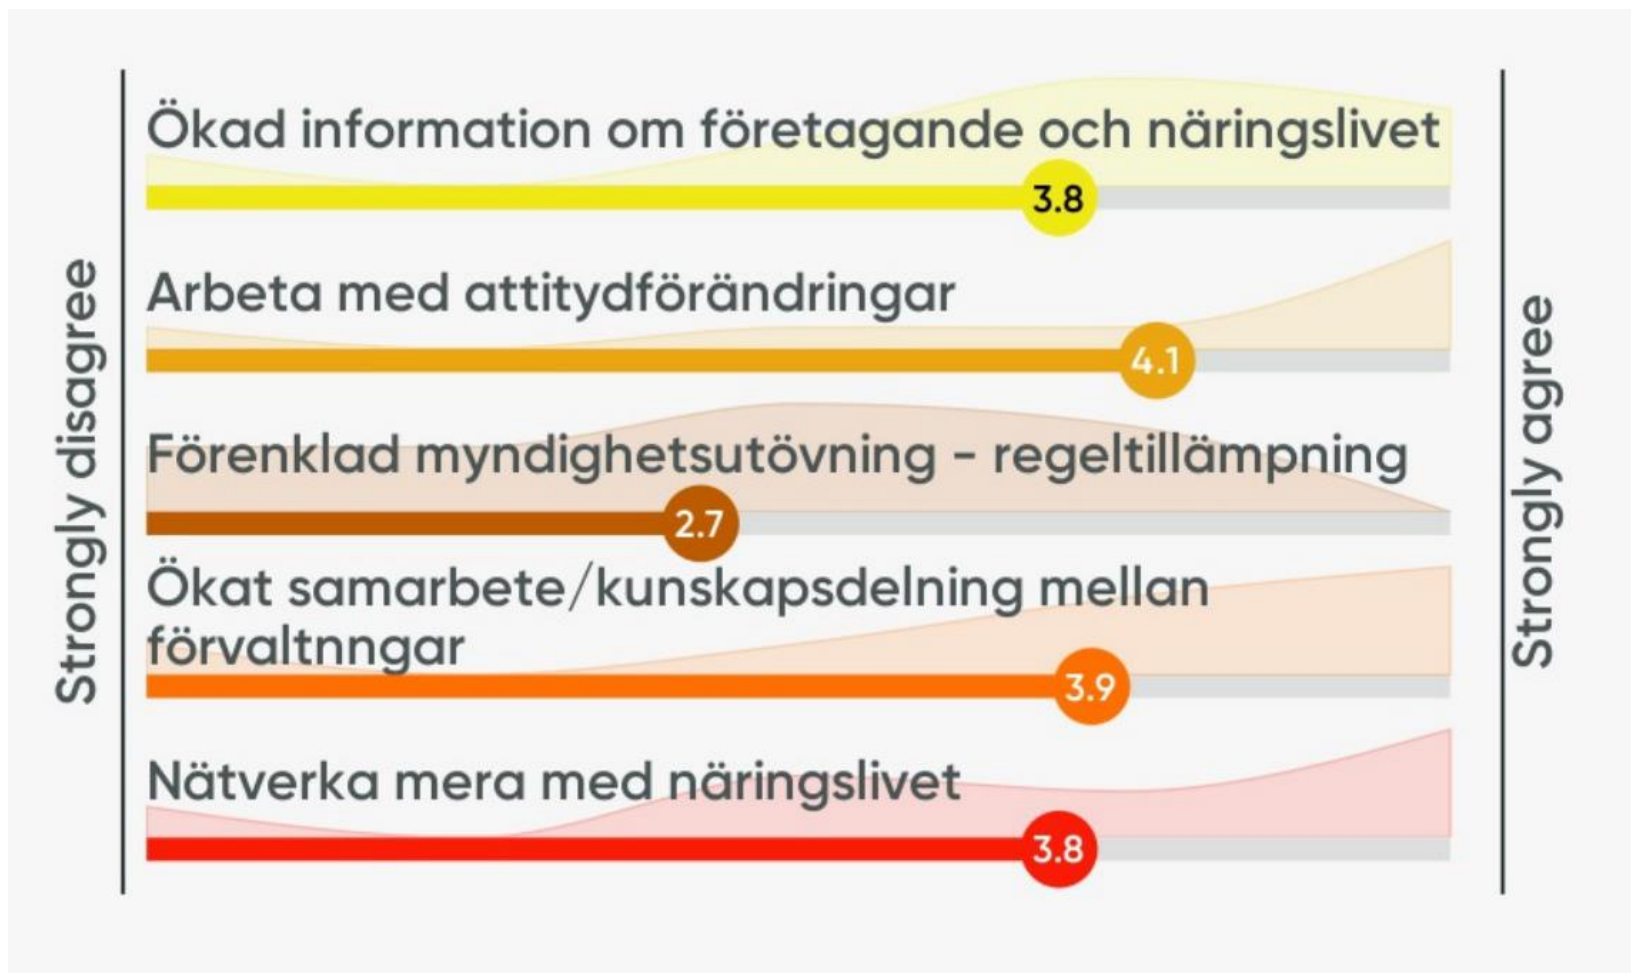 Strongly disagree
Ökad information om företagande och näringslivet
3.8
Arbeta med attitydförändringar
4.1
Förenklad myndighetsutövning - regeltillämpning
2.7
Ökat samarbete/kunskapsdelning mellan
förvaltnngar
3.9
Nätverka mera med näringslivet
3.8
Strongly agree